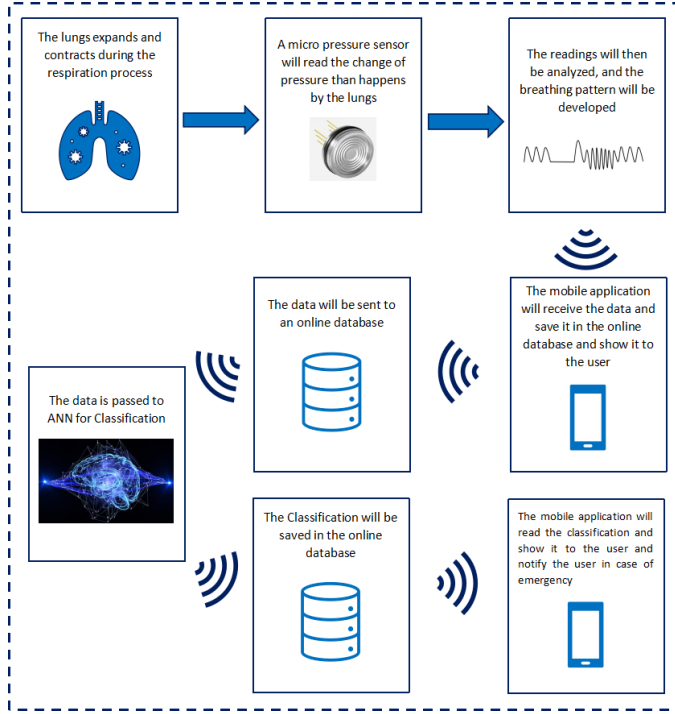 The lungs expands and
contracts during the
respiration process
A micro pressure sensor
will read the change of
pressure than happens
by the lungs
The readings will then
be analyzed, and the
breathing pattern will be
developed
The mobile application
will receive the data and
save it in the online
database and show it to
the user
The data will be sent to
an online database
The data is passed to
ANN for Classification
The Classification will be
saved in the online
database
The mobile application will
read the classification and
show it to the user and
notify the user in case of
emergency